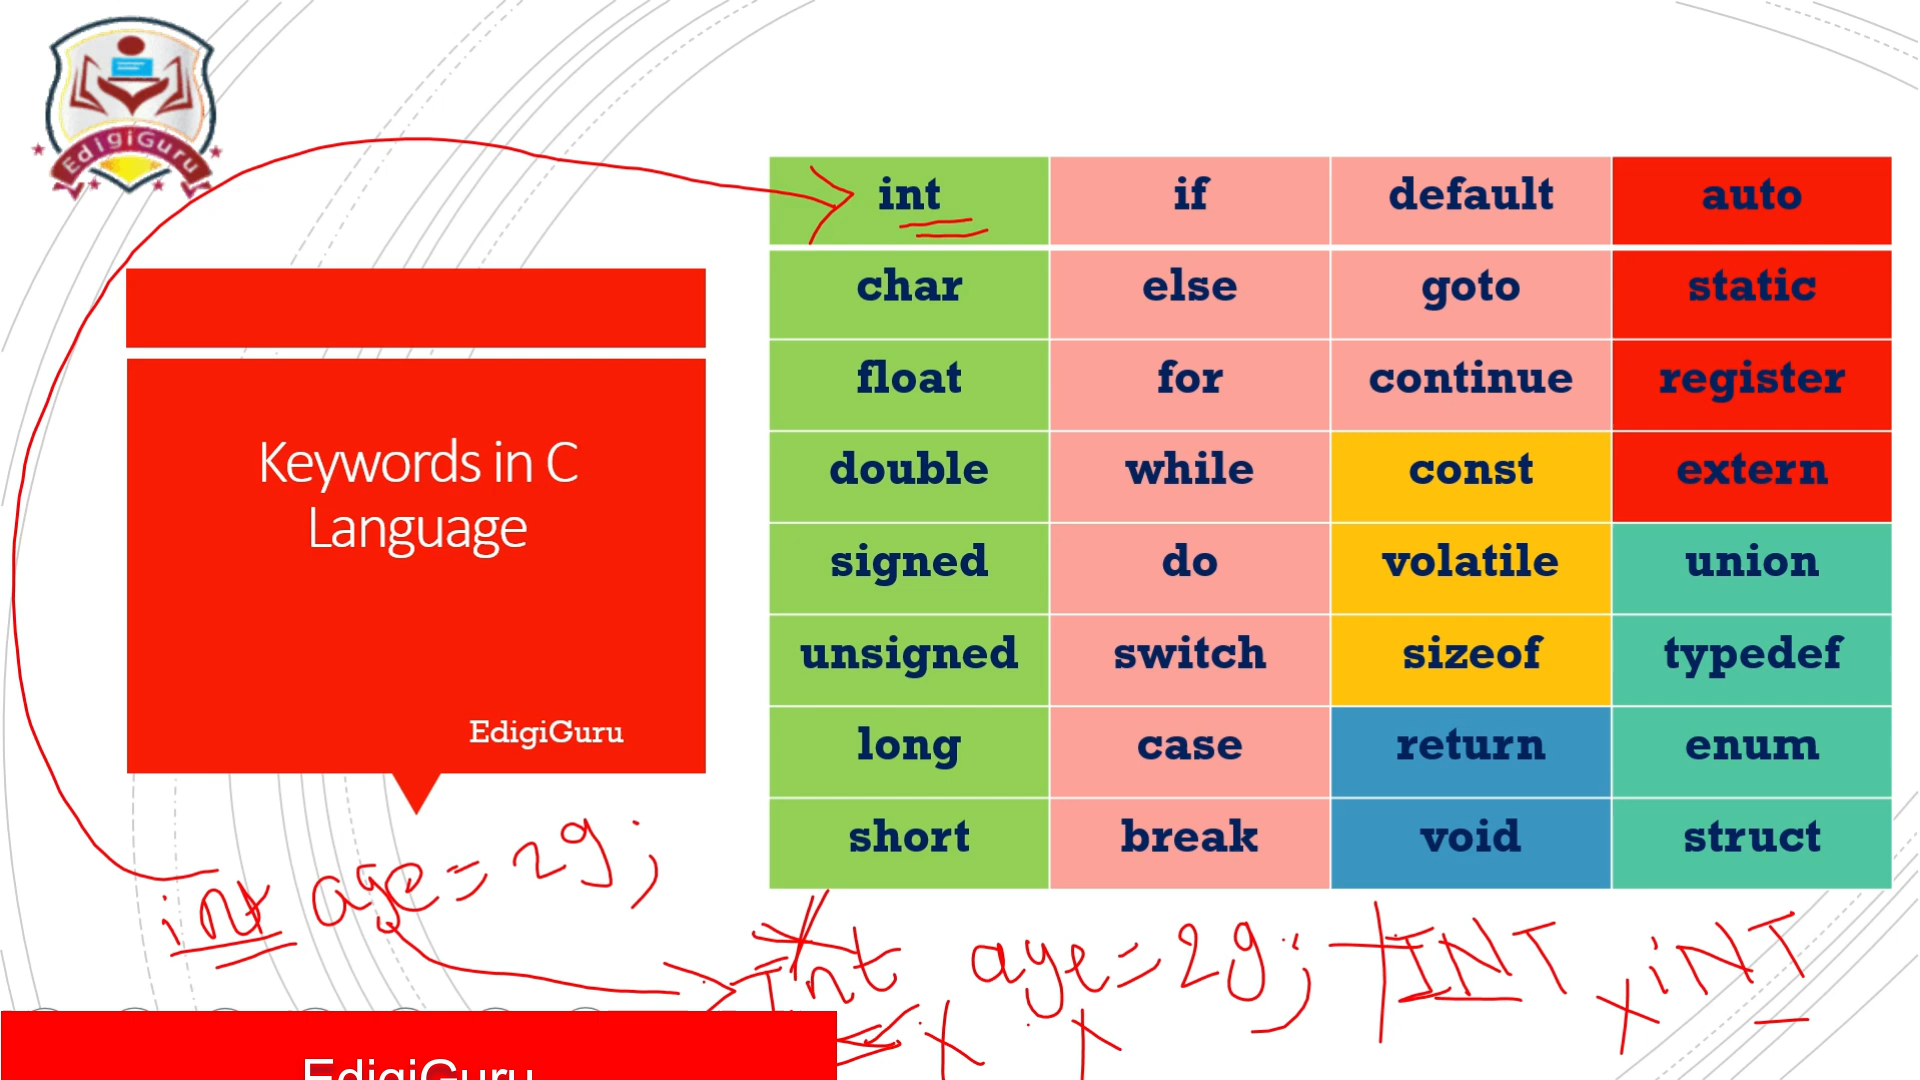 EdigiGuru
Keywords in C
Language
EdigiGuru
int if default auto
char else goto static
float for continue register
double while const extern
signed do volatile union
unsigned switch sizeof typedef
long case return enum
short break void struct
int age = 29;
Int age = 29; INT x iNT
x x
EdigiGuru